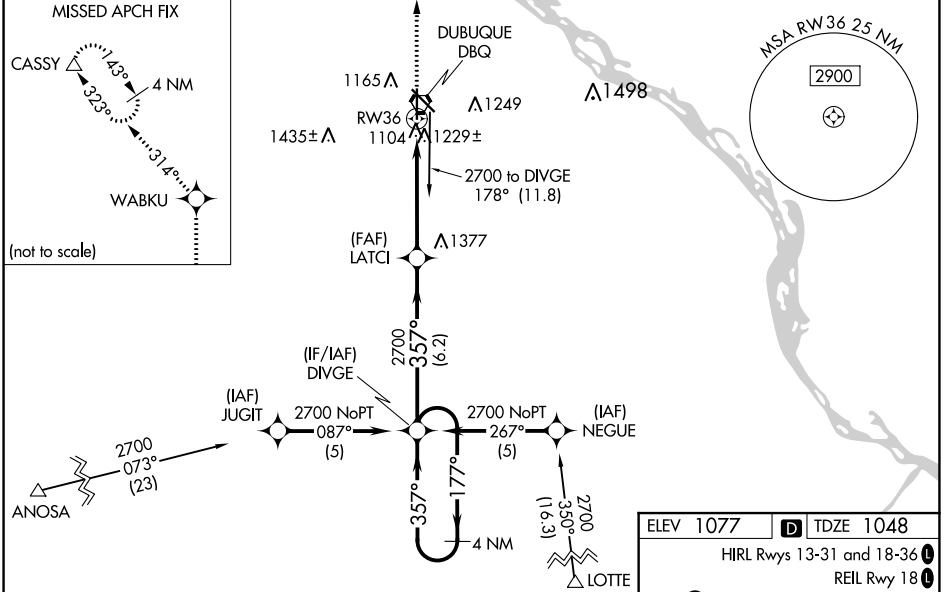 MISSED APCH FIX
CASSY
143°
4 NM
323°
314°
WABKU
(not to scale)
DUBUQUE
DBQ
1165
1249
1498
RW36
1435±
1104
1229±
2700 to DIVGE
178° (11.8)
MSA RW36 25 NM
2900
(FAF)
LATCI
1377
2700
357°
(6.2)
(IF/IAF)
DIVGE
(IAF)
JUGIT
2700 NoPT
087°
(5)
2700 NoPT
267°
(5)
(IAF)
NEGUE
2700
073°
(23)
ANOSA
357°
177°
4 NM
2700
350°
(16.3)
LOTTE
ELEV 1077 D TDZE 1048
HIRL Rwys 13-31 and 18-36 L
REIL Rwy 18 L